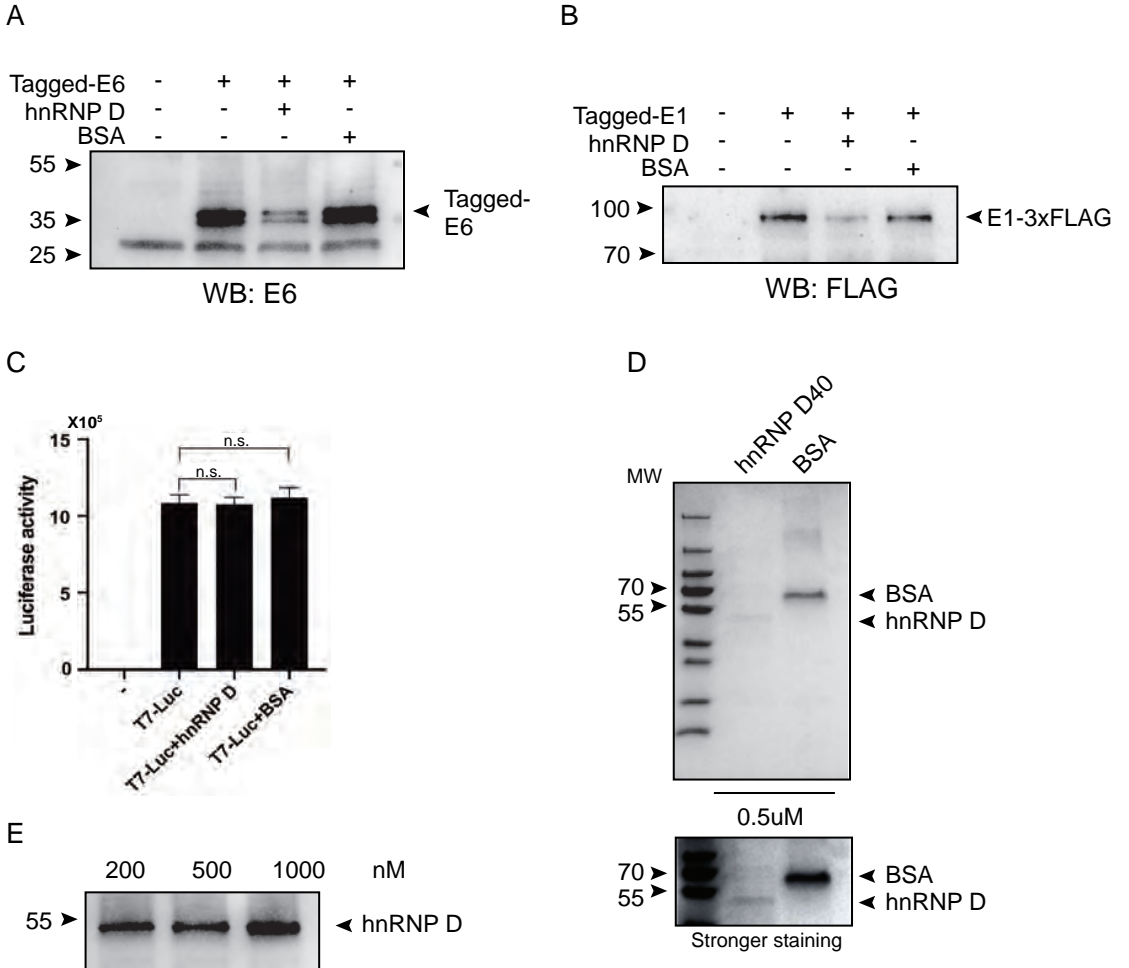 A
Tagged-E6 - + + +
hnRNP D - - + -
BSA - - - +
55
35
25
Tagged-
E6
WB: E6
B
Tagged-E1 - + + +
hnRNP D - - + -
BSA - - - +
100
70
E1-3xFLAG
WB: FLAG
C
X10⁵
Luciferase activity
15
10
5
0
n.s.
n.s.
-
T7-Luc
T7-Luc+hnRNP D
T7-Luc+BSA
D
hnRNP D40
BSA
MW
70
55
BSA
hnRNP D
0.5uM
70
55
BSA
hnRNP D
Stronger staining
E
200 500 1000 nM
55
hnRNP D